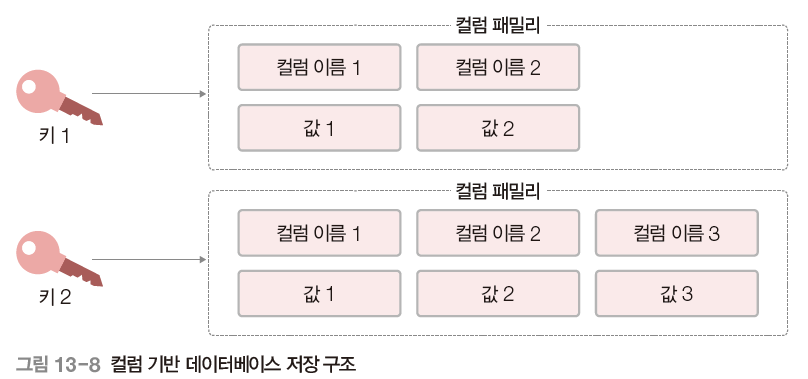 컬럼 패밀리
컬럼 이름 1
컬럼 이름 2
값 1
값 2
키 1
컬럼 패밀리
컬럼 이름 1
컬럼 이름 2
컬럼 이름 3
값 1
값 2
값 3
키 2
그림 13-8 컬럼 기반 데이터베이스 저장 구조